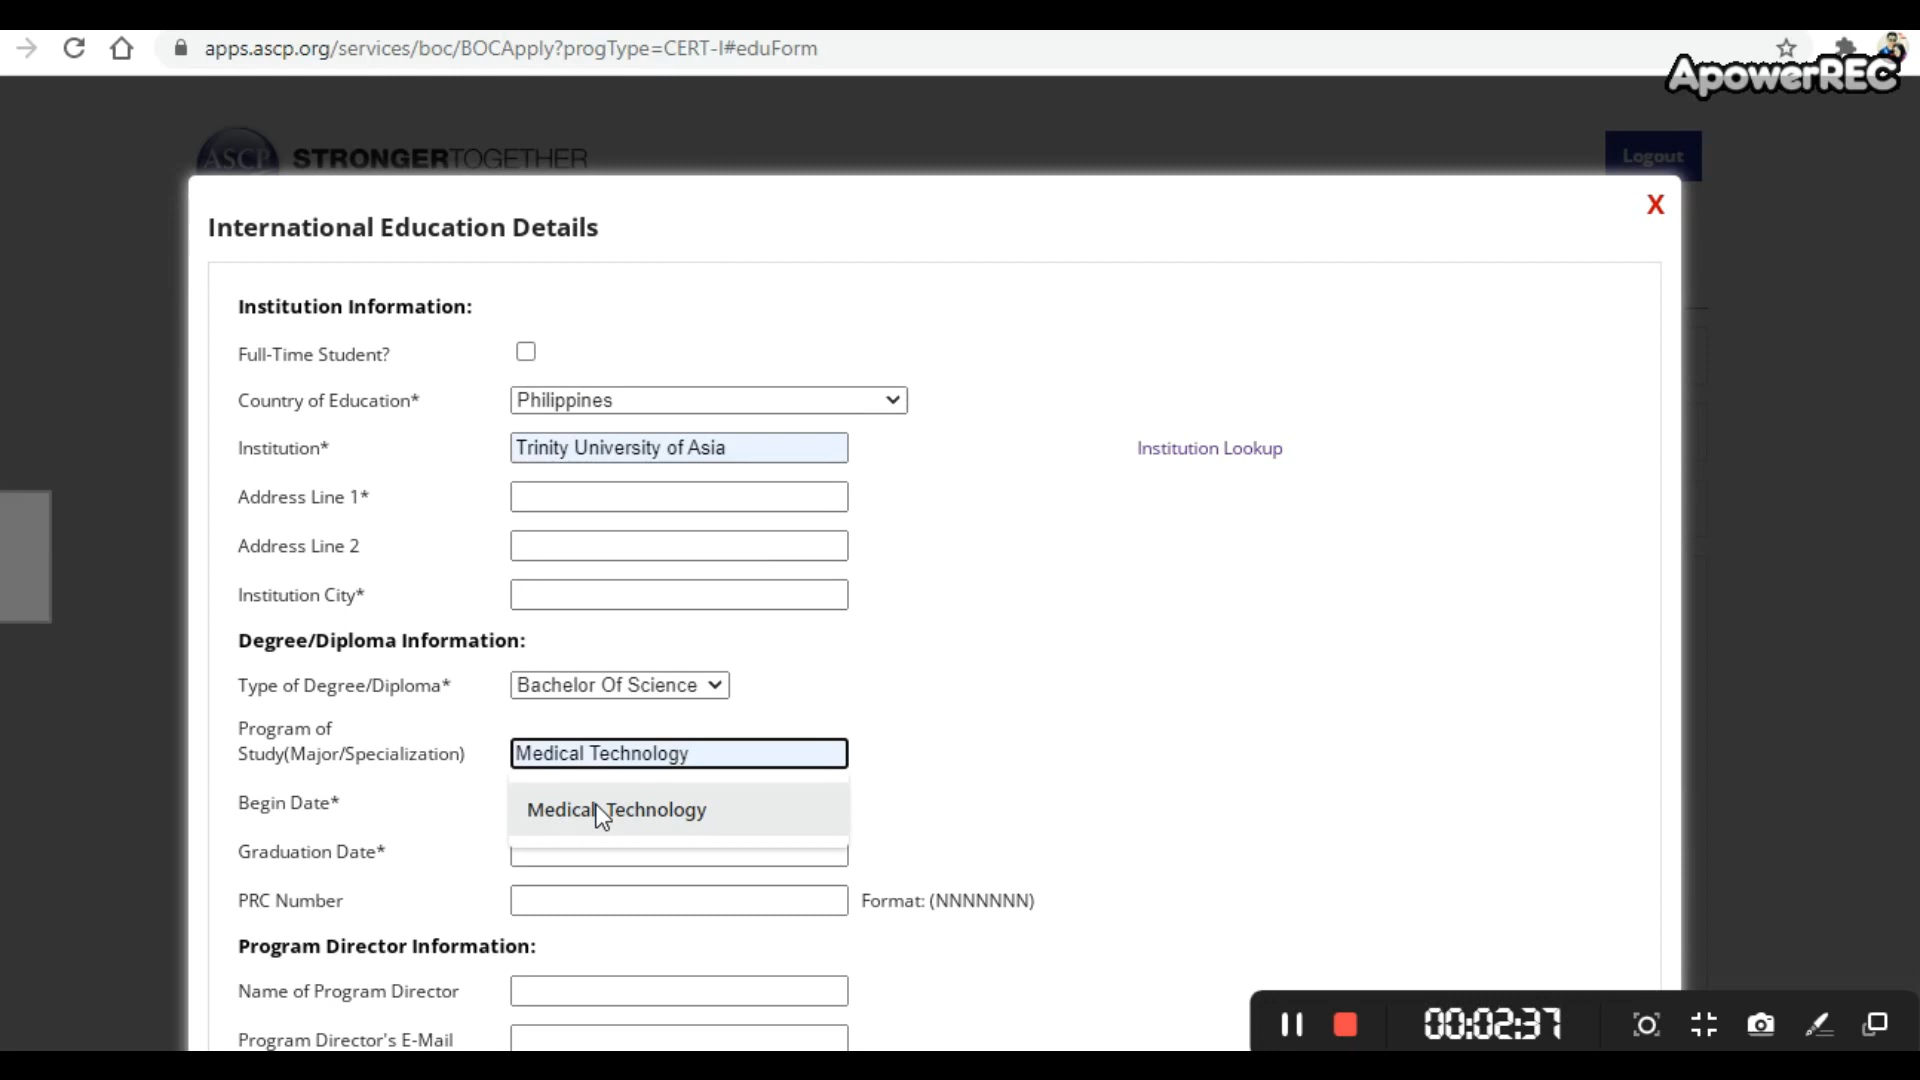 apps.ascp.org/services/boc/BOCApply?progType=CERT-I#eduForm
ApowerREC
ASCP STRONGERTOGETHER
Logout
X
International Education Details
Institution Information:
Full-Time Student?
Country of Education* Philippines
Institution* Trinity University of Asia Institution Lookup
Address Line 1*
Address Line 2
Institution City*
Degree/Diploma Information:
Type of Degree/Diploma* Bachelor Of Science
Program of
Study(Major/Specialization) Medical Technology
Medical Technology
Begin Date*
Graduation Date*
PRC Number Format: (NNNNNNN)
Program Director Information:
Name of Program Director
Program Director's E-Mail
00:02:37